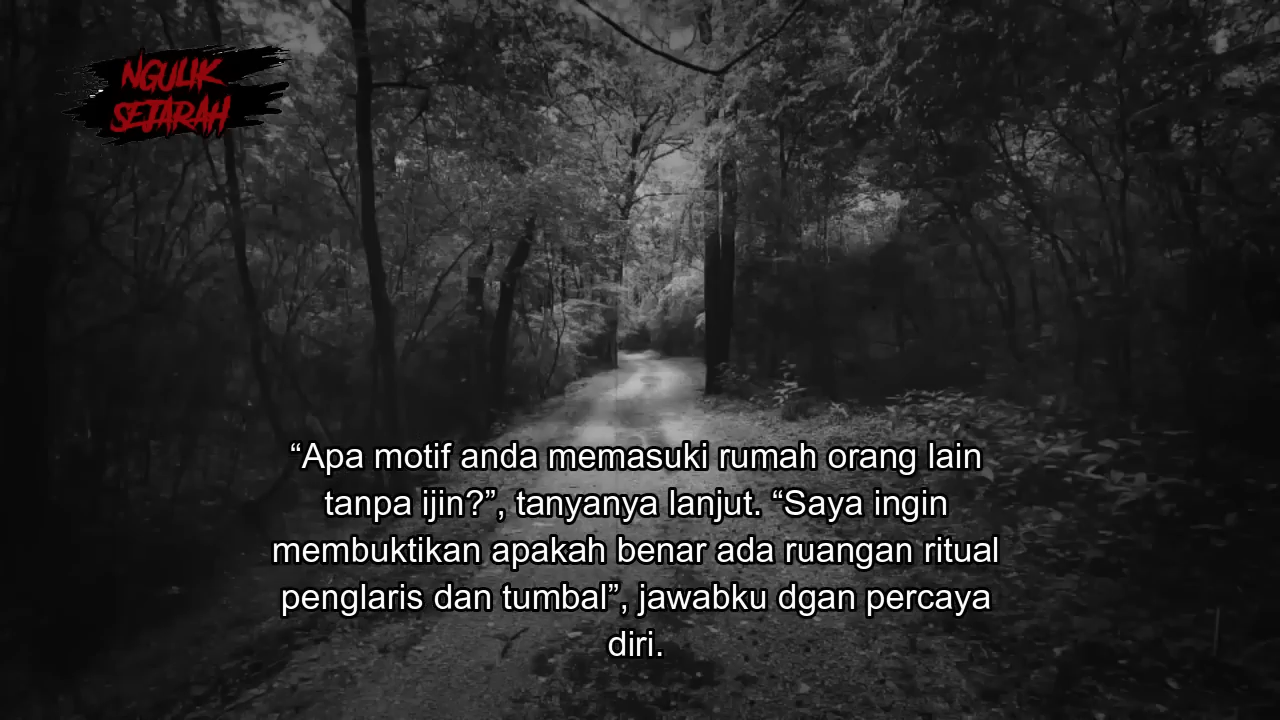 NGULIK
SEJARAH
“Apa motif anda memasuki rumah orang lain
tanpa ijin?”, tanyanya lanjut. “Saya ingin
membuktikan apakah benar ada ruangan ritual
penglaris dan tumbal”, jawabku dgan percaya
diri.